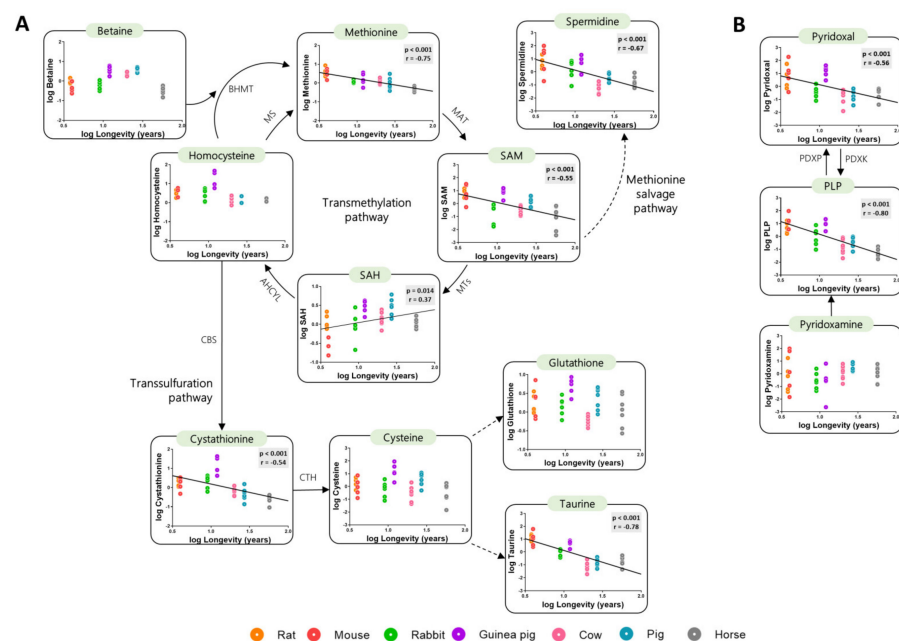 A
B
Betaine
log Betaine
log Longevity (years)
Methionine
p < 0.001
r = -0.75
log Methionine
log Longevity (years)
Spermidine
p < 0.001
r = -0.67
log Spermidine
log Longevity (years)
Pyridoxal
p < 0.001
r = -0.56
log Pyridoxal
log Longevity (years)
BHMT
MS
MAT
PDXP
PDXK
Homocysteine
log Homocysteine
log Longevity (years)
Transmethylation
pathway
SAM
p < 0.001
r = -0.55
log SAM
log Longevity (years)
Methionine
salvage
pathway
PLP
p < 0.001
r = -0.80
log PLP
log Longevity (years)
AHCYL
MTs
SAH
p = 0.014
r = 0.37
log SAH
log Longevity (years)
Pyridoxamine
log Pyridoxamine
log Longevity (years)
CBS
Transsulfuration
pathway
Glutathione
log Glutathione
log Longevity (years)
Cystathionine
p < 0.001
r = -0.54
log Cystathionine
log Longevity (years)
CTH
Cysteine
log Cysteine
log Longevity (years)
Taurine
p < 0.001
r = -0.78
log Taurine
log Longevity (years)
Rat Mouse Rabbit Guinea pig Cow Pig Horse